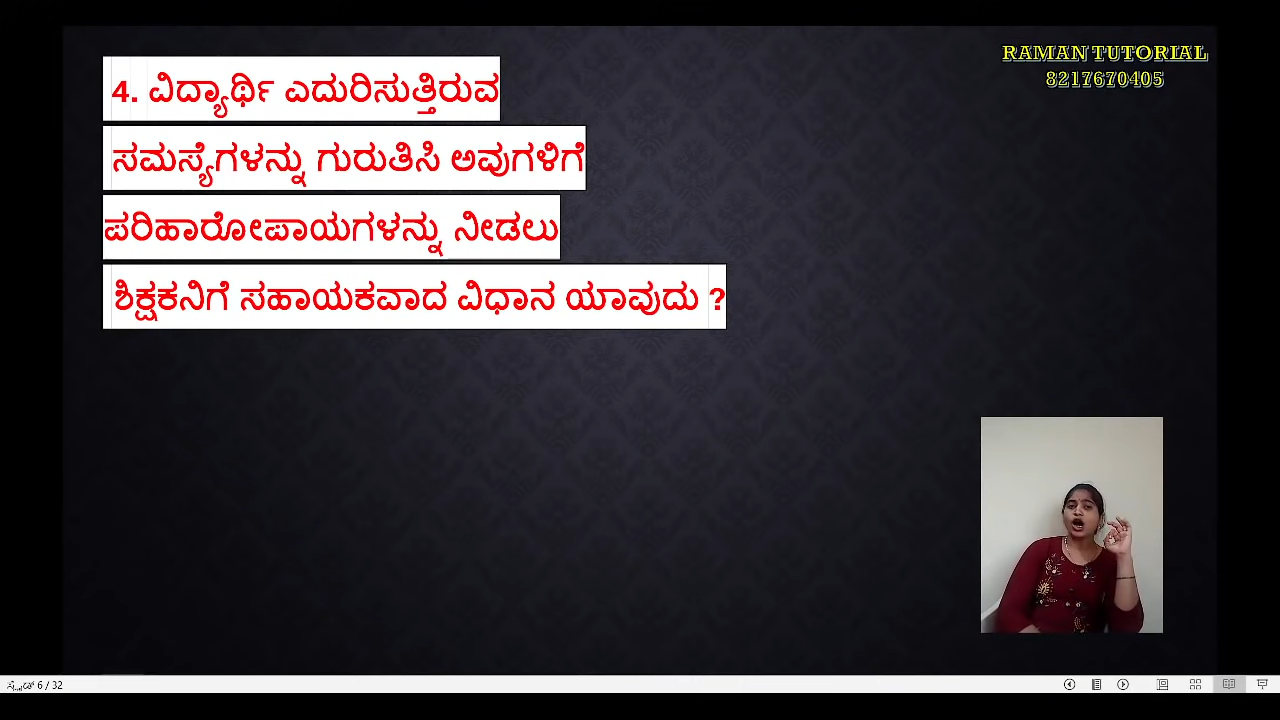 RAMAN TUTORIAL
8217670405
4. ವಿದ್ಯಾರ್ಥಿ ಎದುರಿಸುತ್ತಿರುವ
ಸಮಸ್ಯೆಗಳನ್ನು ಗುರುತಿಸಿ ಅವುಗಳಿಗೆ
ಪರಿಹಾರೋಪಾಯಗಳನ್ನು ನೀಡಲು
ಶಿಕ್ಷಕನಿಗೆ ಸಹಾಯಕವಾದ ವಿಧಾನ ಯಾವುದು ?
6 / 32